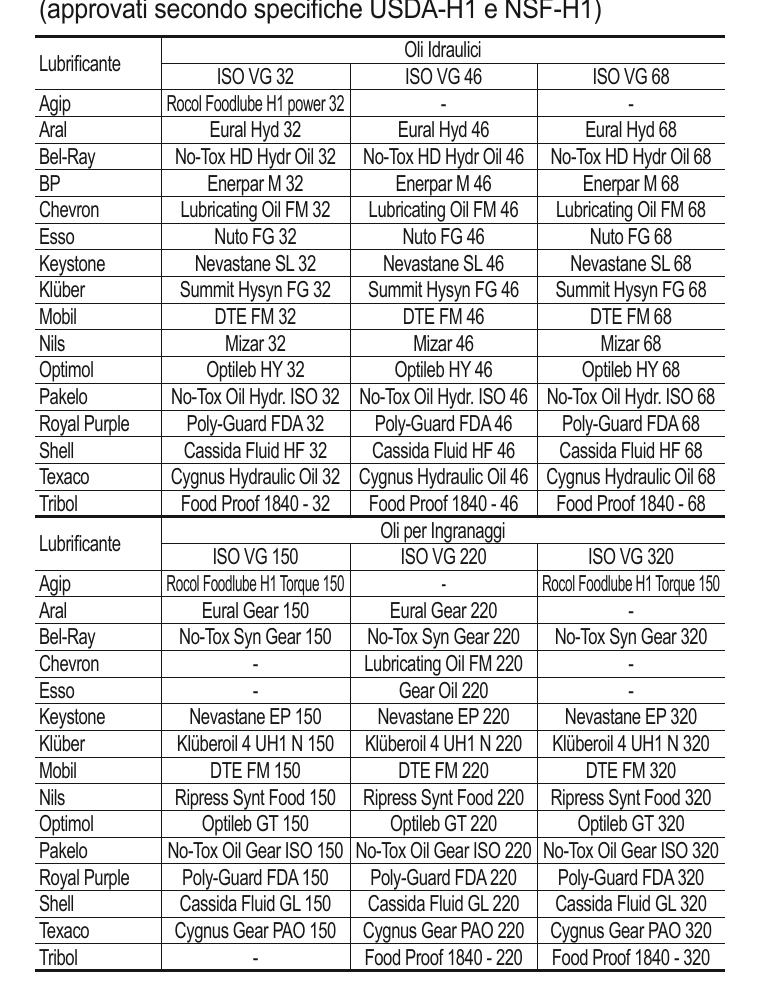 (approvati secondo specifiche USDA-H1 e NSF-H1)
Lubrificante Oli Idraulici
ISO VG 32 ISO VG 46 ISO VG 68
Agip Rocol Foodlube H1 power 32 - -
Aral Eural Hyd 32 Eural Hyd 46 Eural Hyd 68
Bel-Ray No-Tox HD Hydr Oil 32 No-Tox HD Hydr Oil 46 No-Tox HD Hydr Oil 68
BP Enerpar M 32 Enerpar M 46 Enerpar M 68
Chevron Lubricating Oil FM 32 Lubricating Oil FM 46 Lubricating Oil FM 68
Esso Nuto FG 32 Nuto FG 46 Nuto FG 68
Keystone Nevastane SL 32 Nevastane SL 46 Nevastane SL 68
Klüber Summit Hysyn FG 32 Summit Hysyn FG 46 Summit Hysyn FG 68
Mobil DTE FM 32 DTE FM 46 DTE FM 68
Nils Mizar 32 Mizar 46 Mizar 68
Optimol Optileb HY 32 Optileb HY 46 Optileb HY 68
Pakelo No-Tox Oil Hydr. ISO 32 No-Tox Oil Hydr. ISO 46 No-Tox Oil Hydr. ISO 68
Royal Purple Poly-Guard FDA 32 Poly-Guard FDA 46 Poly-Guard FDA 68
Shell Cassida Fluid HF 32 Cassida Fluid HF 46 Cassida Fluid HF 68
Texaco Cygnus Hydraulic Oil 32 Cygnus Hydraulic Oil 46 Cygnus Hydraulic Oil 68
Tribol Food Proof 1840 - 32 Food Proof 1840 - 46 Food Proof 1840 - 68
Lubrificante Oli per Ingranaggi
ISO VG 150 ISO VG 220 ISO VG 320
Agip Rocol Foodlube H1 Torque 150 - Rocol Foodlube H1 Torque 150
Aral Eural Gear 150 Eural Gear 220 -
Bel-Ray No-Tox Syn Gear 150 No-Tox Syn Gear 220 No-Tox Syn Gear 320
Chevron - Lubricating Oil FM 220 -
Esso - Gear Oil 220 -
Keystone Nevastane EP 150 Nevastane EP 220 Nevastane EP 320
Klüber Klüberoil 4 UH1 N 150 Klüberoil 4 UH1 N 220 Klüberoil 4 UH1 N 320
Mobil DTE FM 150 DTE FM 220 DTE FM 320
Nils Ripress Synt Food 150 Ripress Synt Food 220 Ripress Synt Food 320
Optimol Optileb GT 150 Optileb GT 220 Optileb GT 320
Pakelo No-Tox Oil Gear ISO 150 No-Tox Oil Gear ISO 220 No-Tox Oil Gear ISO 320
Royal Purple Poly-Guard FDA 150 Poly-Guard FDA 220 Poly-Guard FDA 320
Shell Cassida Fluid GL 150 Cassida Fluid GL 220 Cassida Fluid GL 320
Texaco Cygnus Gear PAO 150 Cygnus Gear PAO 220 Cygnus Gear PAO 320
Tribol - Food Proof 1840 - 220 Food Proof 1840 - 320